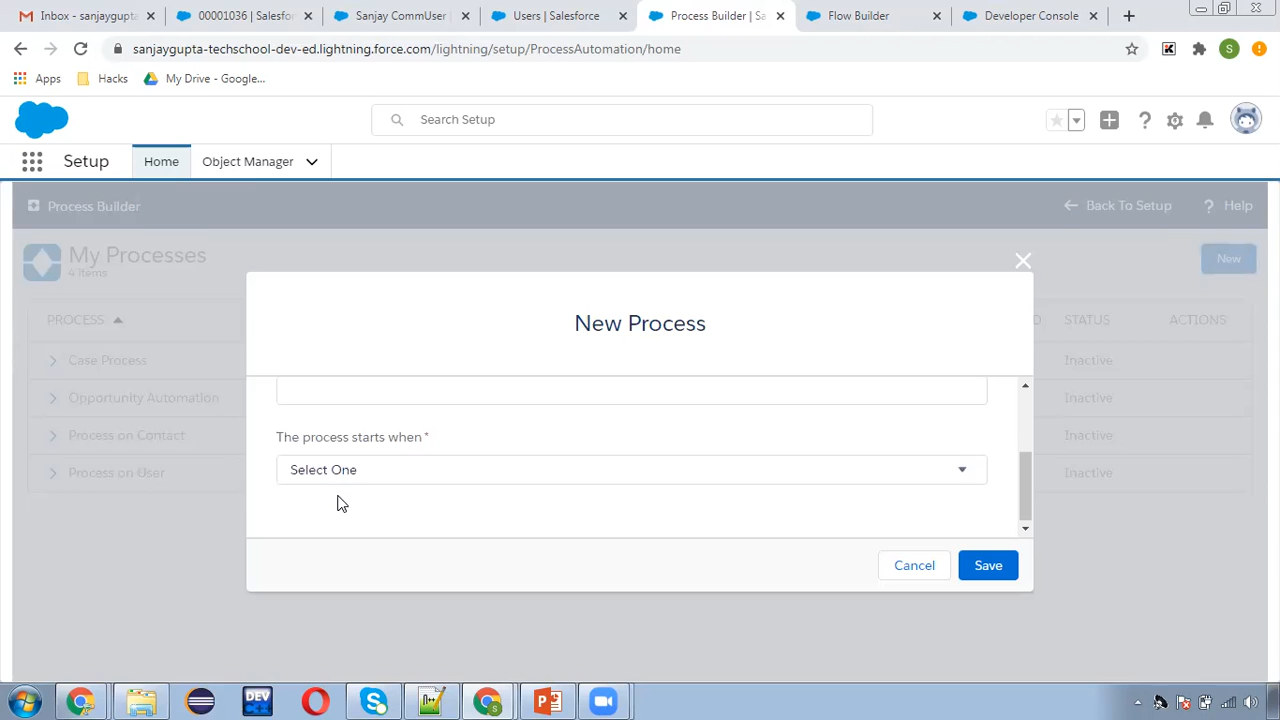 Inbox - sanjaygupta
00001036 | Salesfo
Sanjay CommUser
Users | Salesforce
Process Builder | Sa
Flow Builder
Developer Console
sanjaygupta-techschool-dev-ed.lightning.force.com/lightning/setup/ProcessAutomation/home
Apps
Hacks
My Drive - Google...
Search Setup
Setup
Home
Object Manager
Process Builder
Back To Setup
Help
My Processes
4 Items
New
New Process
PROCESS
D
STATUS
ACTIONS
Case Process
Inactive
Opportunity Automation
Inactive
Process on Contact
Inactive
Process on User
Inactive
The process starts when*
Select One
Cancel
Save
DEV